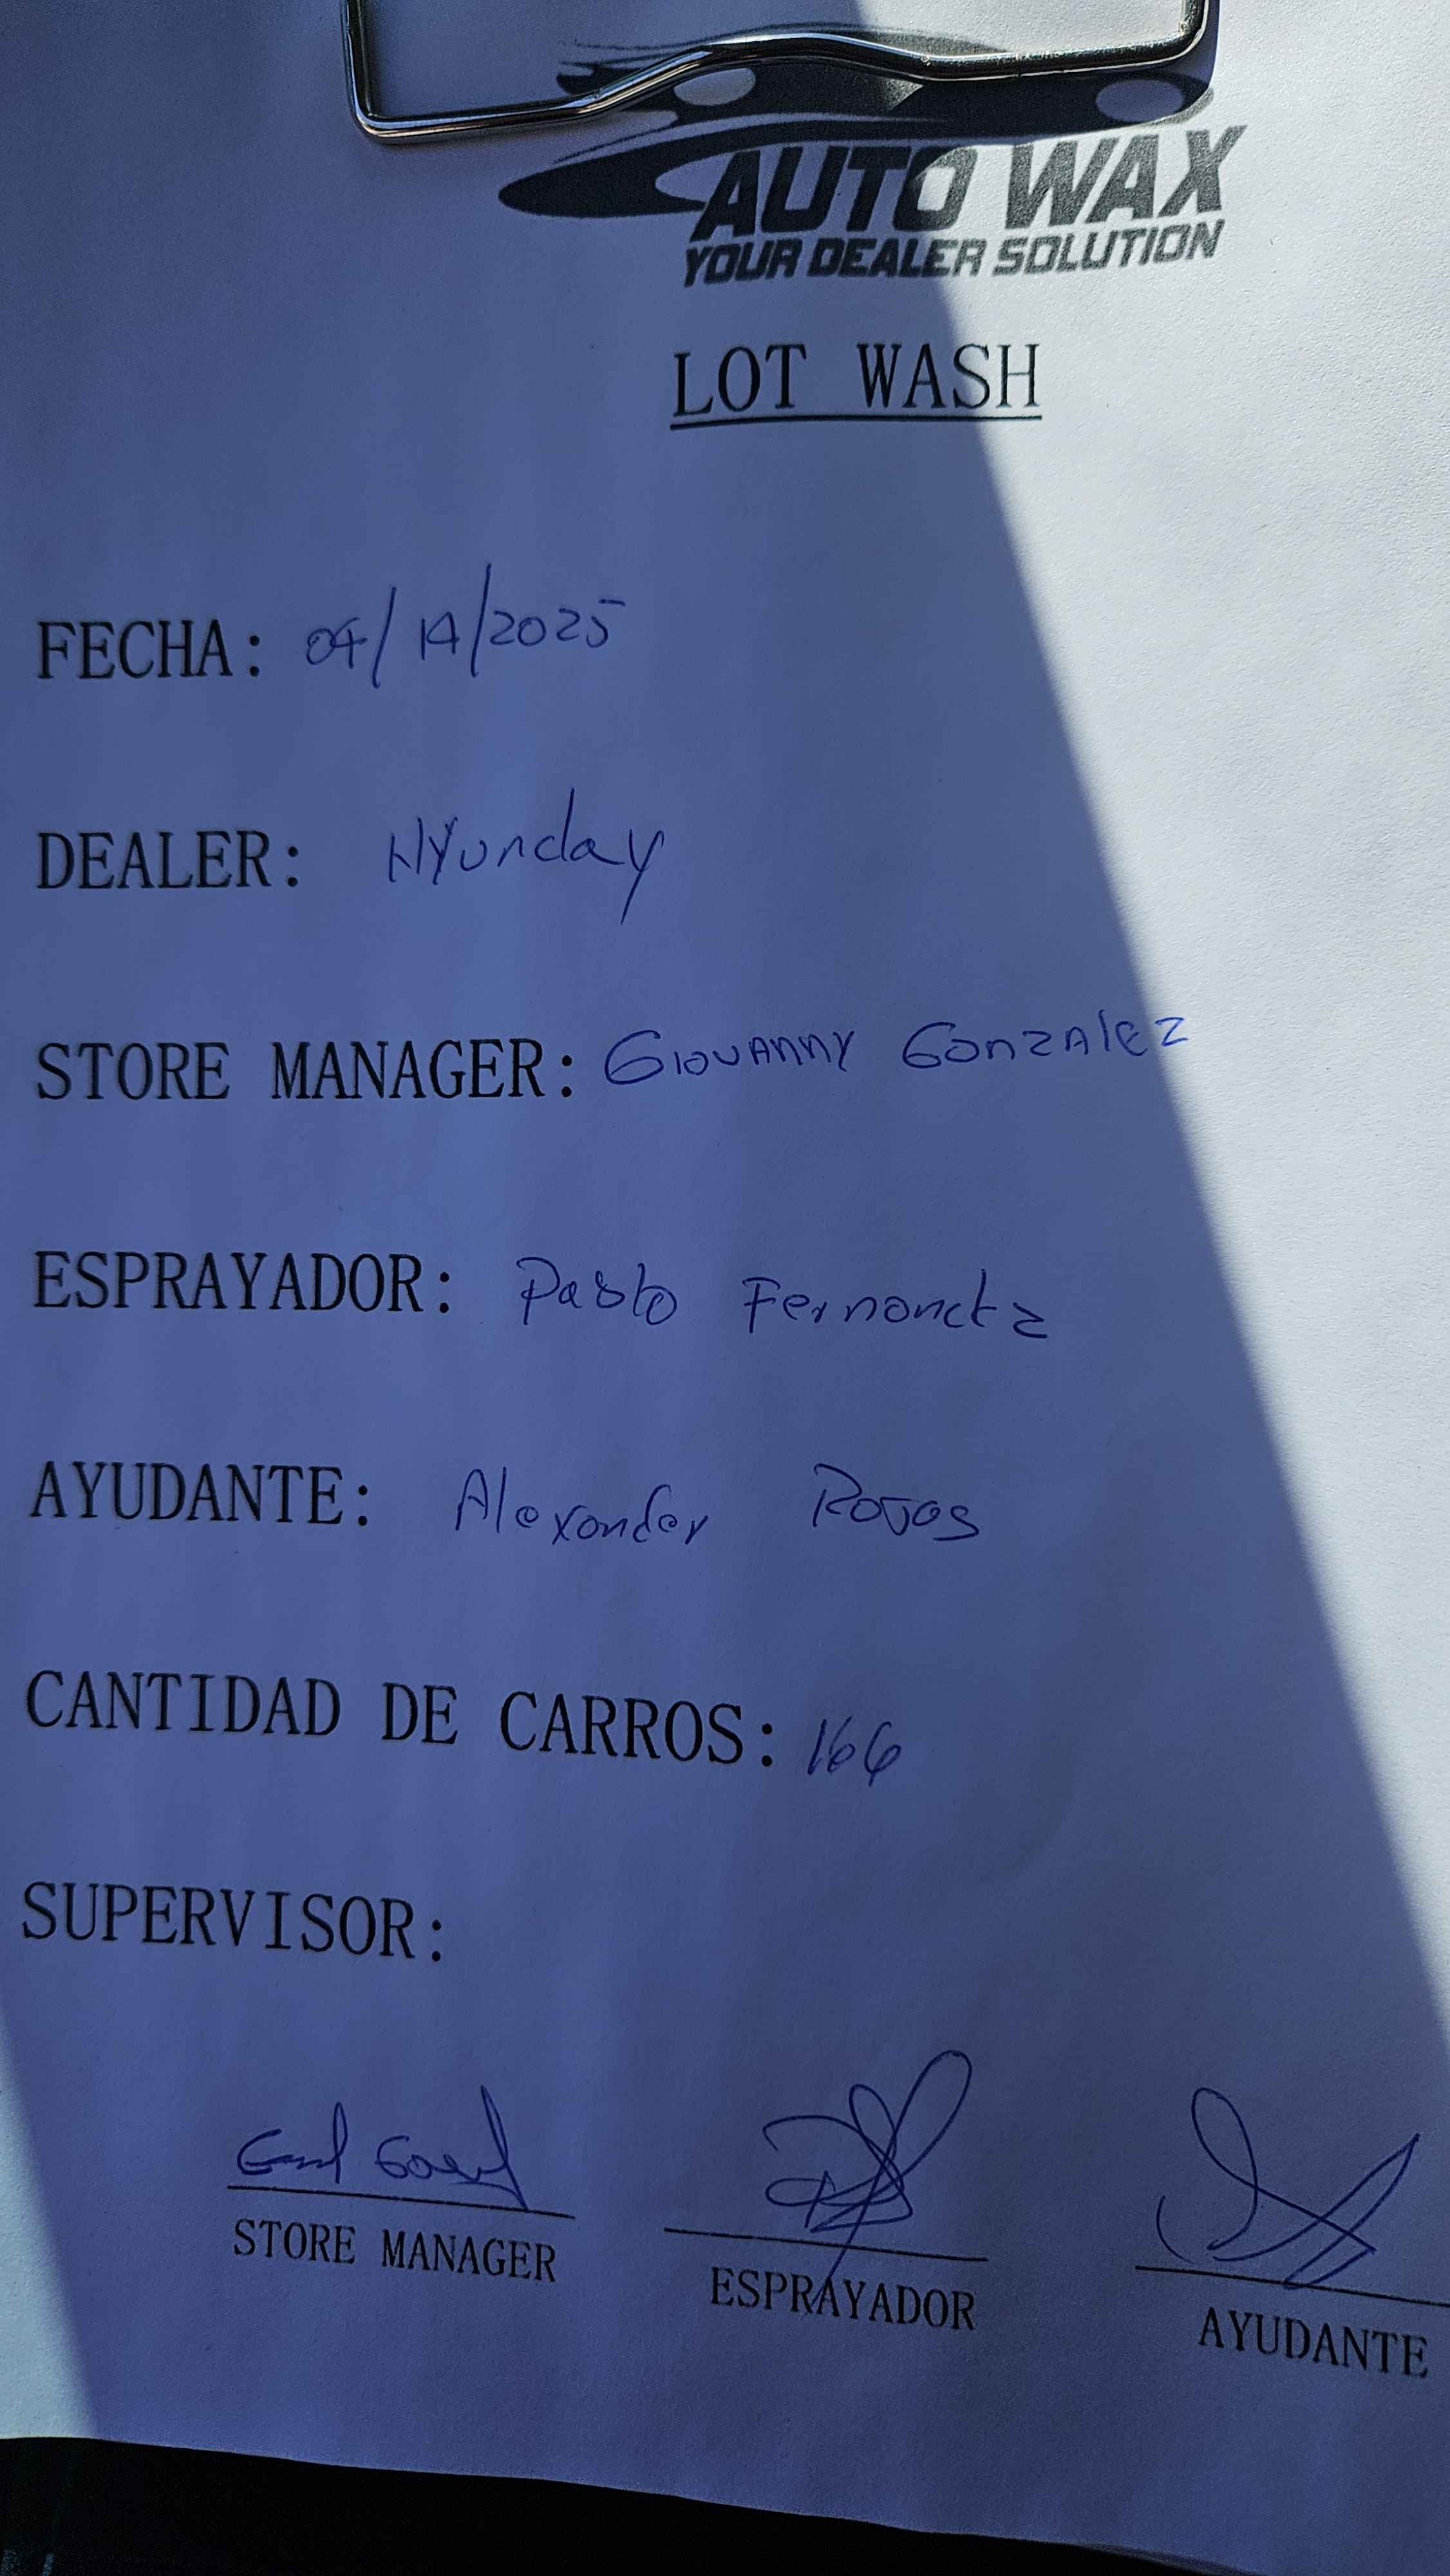 AUTO WAX
YOUR DEALER SOLUTION
LOT WASH
FECHA: 04/14/2025
DEALER: HYunday
STORE MANAGER: GiovAnny GonzAlez
ESPRAYADOR: Pablo Fernandez
AYUDANTE: Alexander Rojas
CANTIDAD DE CARROS: 166
SUPERVISOR:
STORE MANAGER
ESPRAYADOR
AYUDANTE